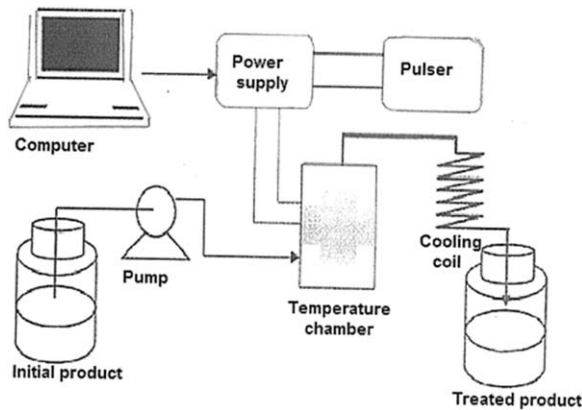 Power
supply
Pulser
Computer
Pump
Cooling
coil
Temperature
chamber
Initial product
Treated product